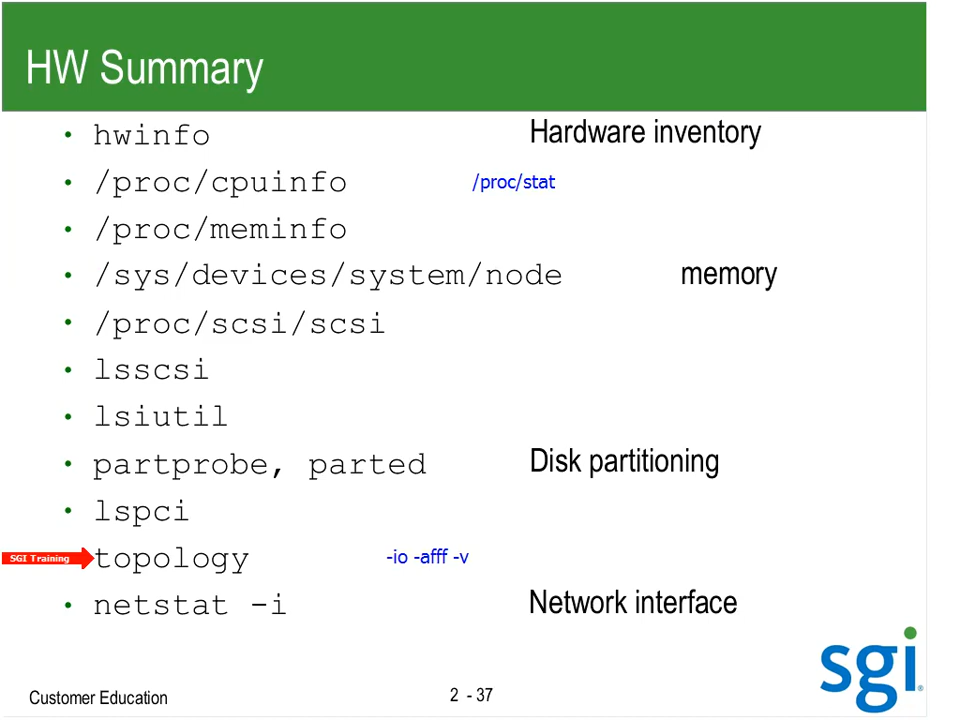 HW Summary
• hwinfo Hardware inventory
• /proc/cpuinfo /proc/stat
• /proc/meminfo
• /sys/devices/system/node memory
• /proc/scsi/scsi
• lsscsi
• lsiutil
• partprobe, parted Disk partitioning
• lspci
SGI Training topology -io -afff -v
• netstat -i Network interface
sgi®
Customer Education 2 - 37